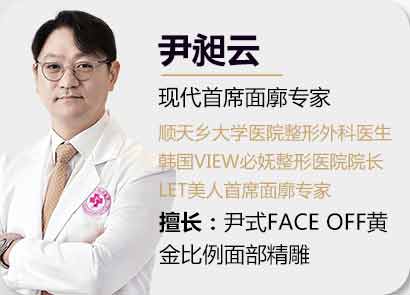 尹昶云
现代首席面廓专家
顺天乡大学医院整形外科医生
韩国VIEW必妩整形医院院长
LET美人首席面廓专家
擅长：尹式FACE OFF黄
金比例面部精雕